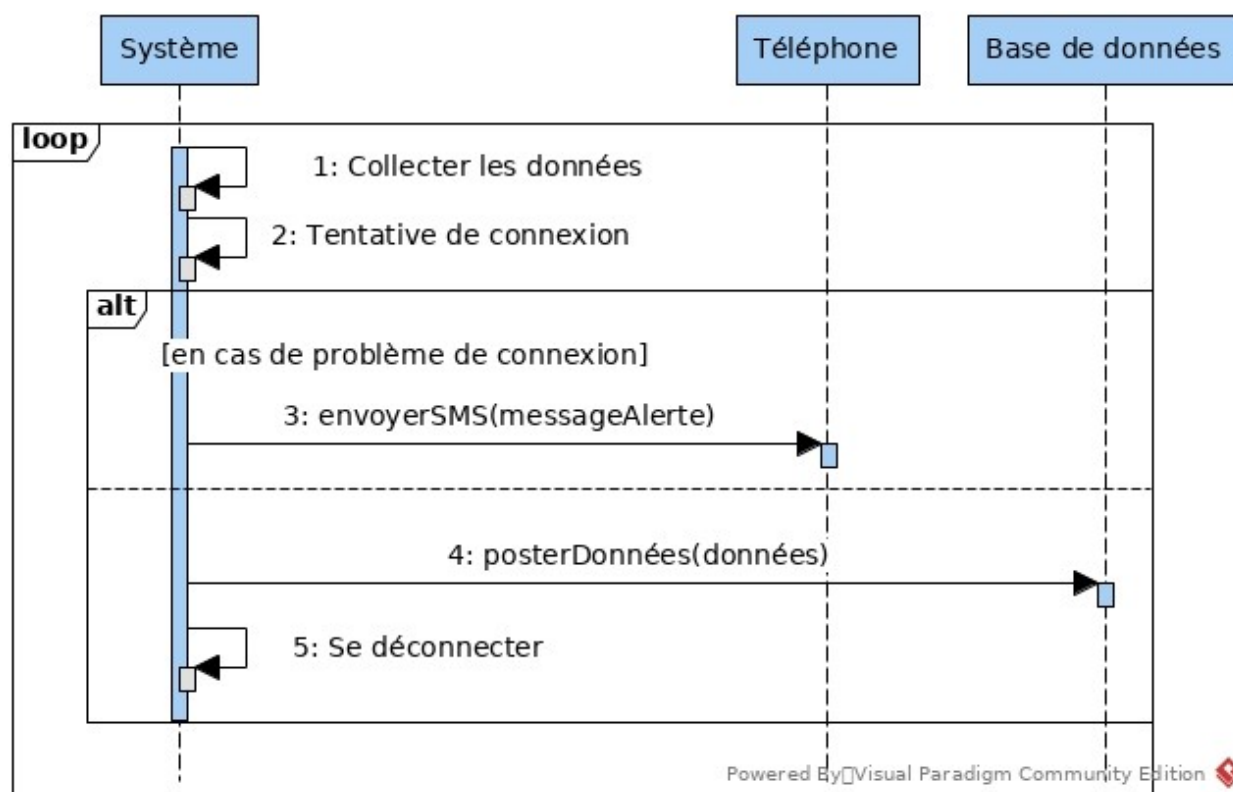 Système
Téléphone
Base de données
loop
1: Collecter les données
2: Tentative de connexion
alt
[en cas de problème de connexion]
3: envoyerSMS(messageAlerte)
4: posterDonnées(données)
5: Se déconnecter
Powered By Visual Paradigm Community Edition